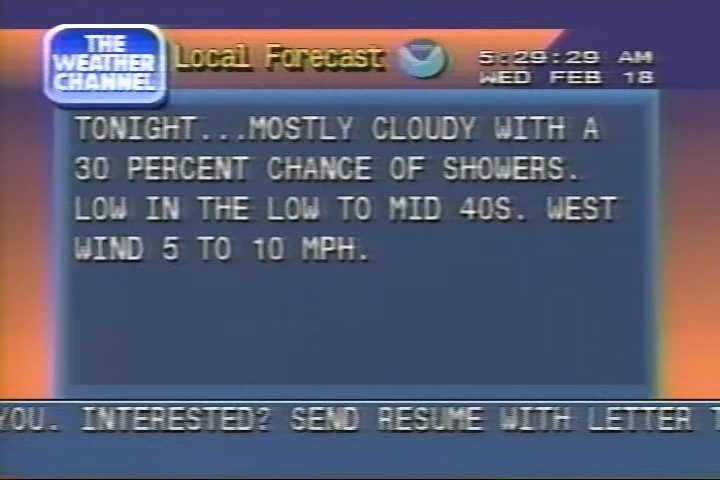 THE
WEATHER
CHANNEL
Local Forecast
5:29:29 AM
WED FEB 18
TONIGHT...MOSTLY CLOUDY WITH A
30 PERCENT CHANCE OF SHOWERS.
LOW IN THE LOW TO MID 40S. WEST
WIND 5 TO 10 MPH.
YOU. INTERESTED? SEND RESUME WITH LETTER